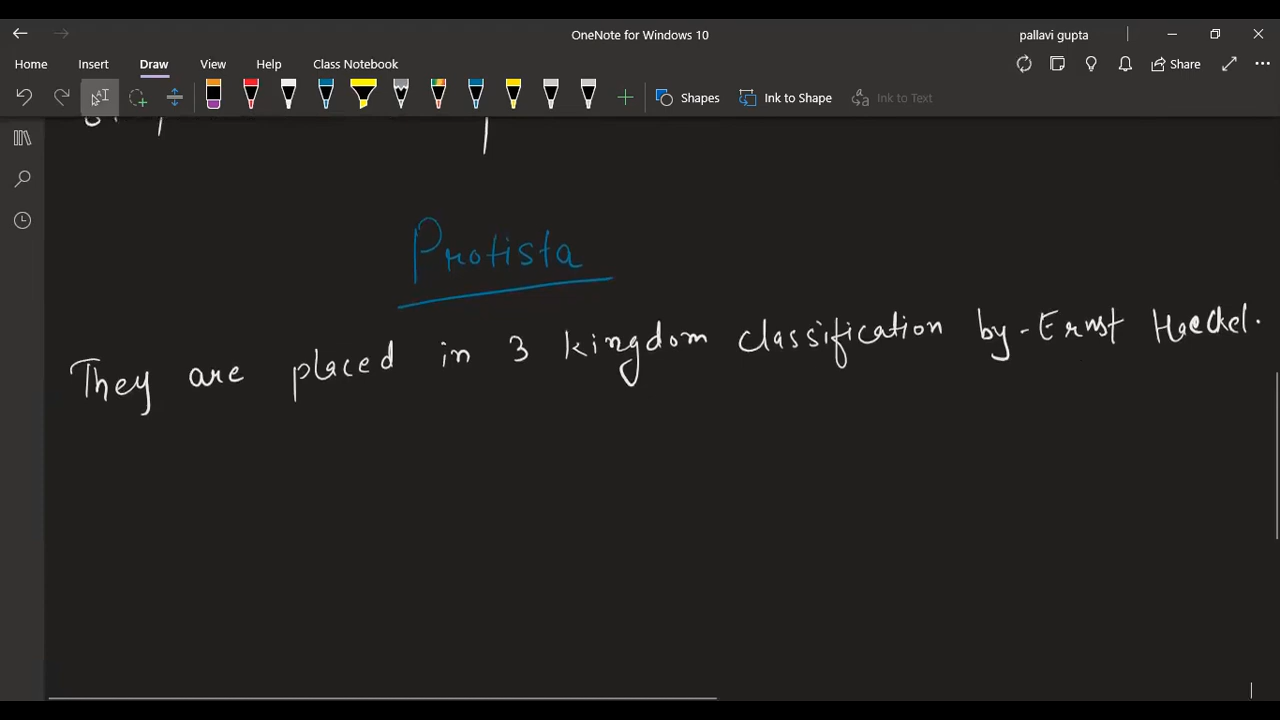 OneNote for Windows 10
pallavi gupta
Home Insert Draw View Help Class Notebook
Share
Shapes Ink to Shape Ink to Text
Protista
They are placed in 3 kingdom classification by - Ernst Haeckel.